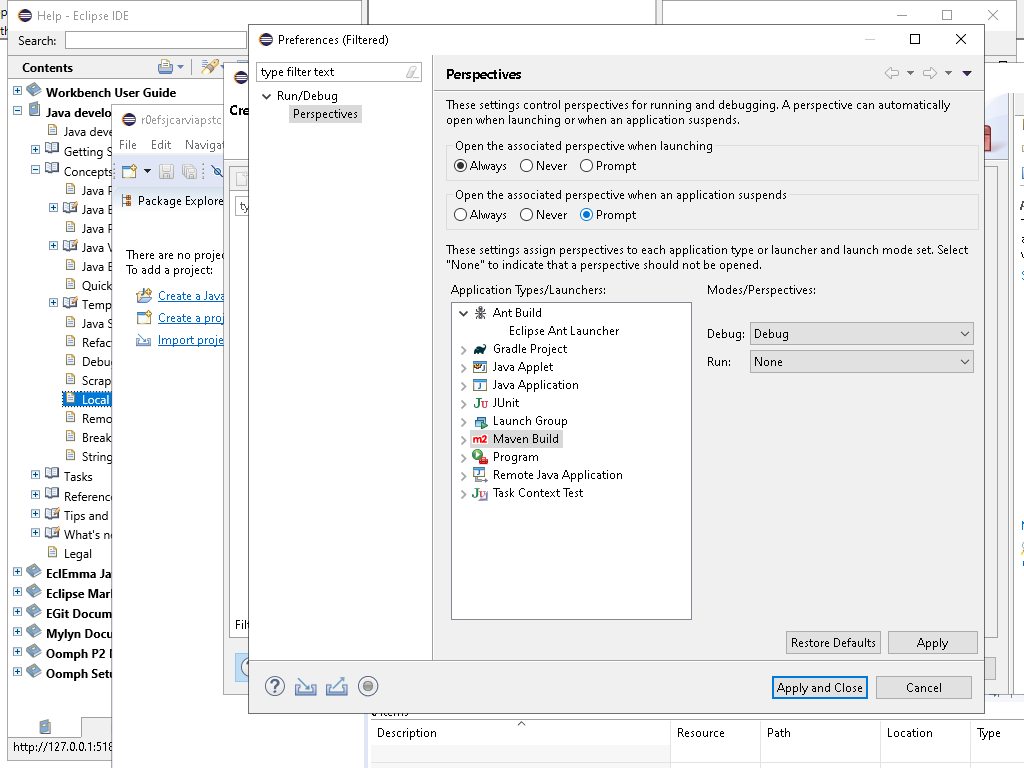 Help - Eclipse IDE
Search:
Contents
Workbench User Guide
Java develo
Java deve
Getting S
Concepts
Java P
Java B
Java P
Java V
Java E
Quick
Temp
Java S
Refac
Debu
Scrap
Local
Remo
Break
String
Tasks
Reference
Tips and
What's ne
Legal
EclEmma Ja
Eclipse Mar
EGit Docum
Mylyn Docu
Oomph P2 
Oomph Setu
http://127.0.0.1:518
r0efsjcarviapstc
File Edit Navigat
Package Explore
There are no projec
To add a project:
Create a Java
Create a proj
Import proje
Cre
ty
Filt
Preferences (Filtered)
type filter text
Run/Debug
Perspectives
Perspectives
These settings control perspectives for running and debugging. A perspective can automatically
open when launching or when an application suspends.
Open the associated perspective when launching
Always Never Prompt
Open the associated perspective when an application suspends
Always Never Prompt
These settings assign perspectives to each application type or launcher and launch mode set. Select
"None" to indicate that a perspective should not be opened.
Application Types/Launchers:
Modes/Perspectives:
Ant Build
Eclipse Ant Launcher
Gradle Project
Java Applet
Java Application
JUnit
Launch Group
Maven Build
Program
Remote Java Application
Task Context Test
Debug: Debug
Run: None
Restore Defaults
Apply
Apply and Close
Cancel
0 items
Description Resource Path Location Type